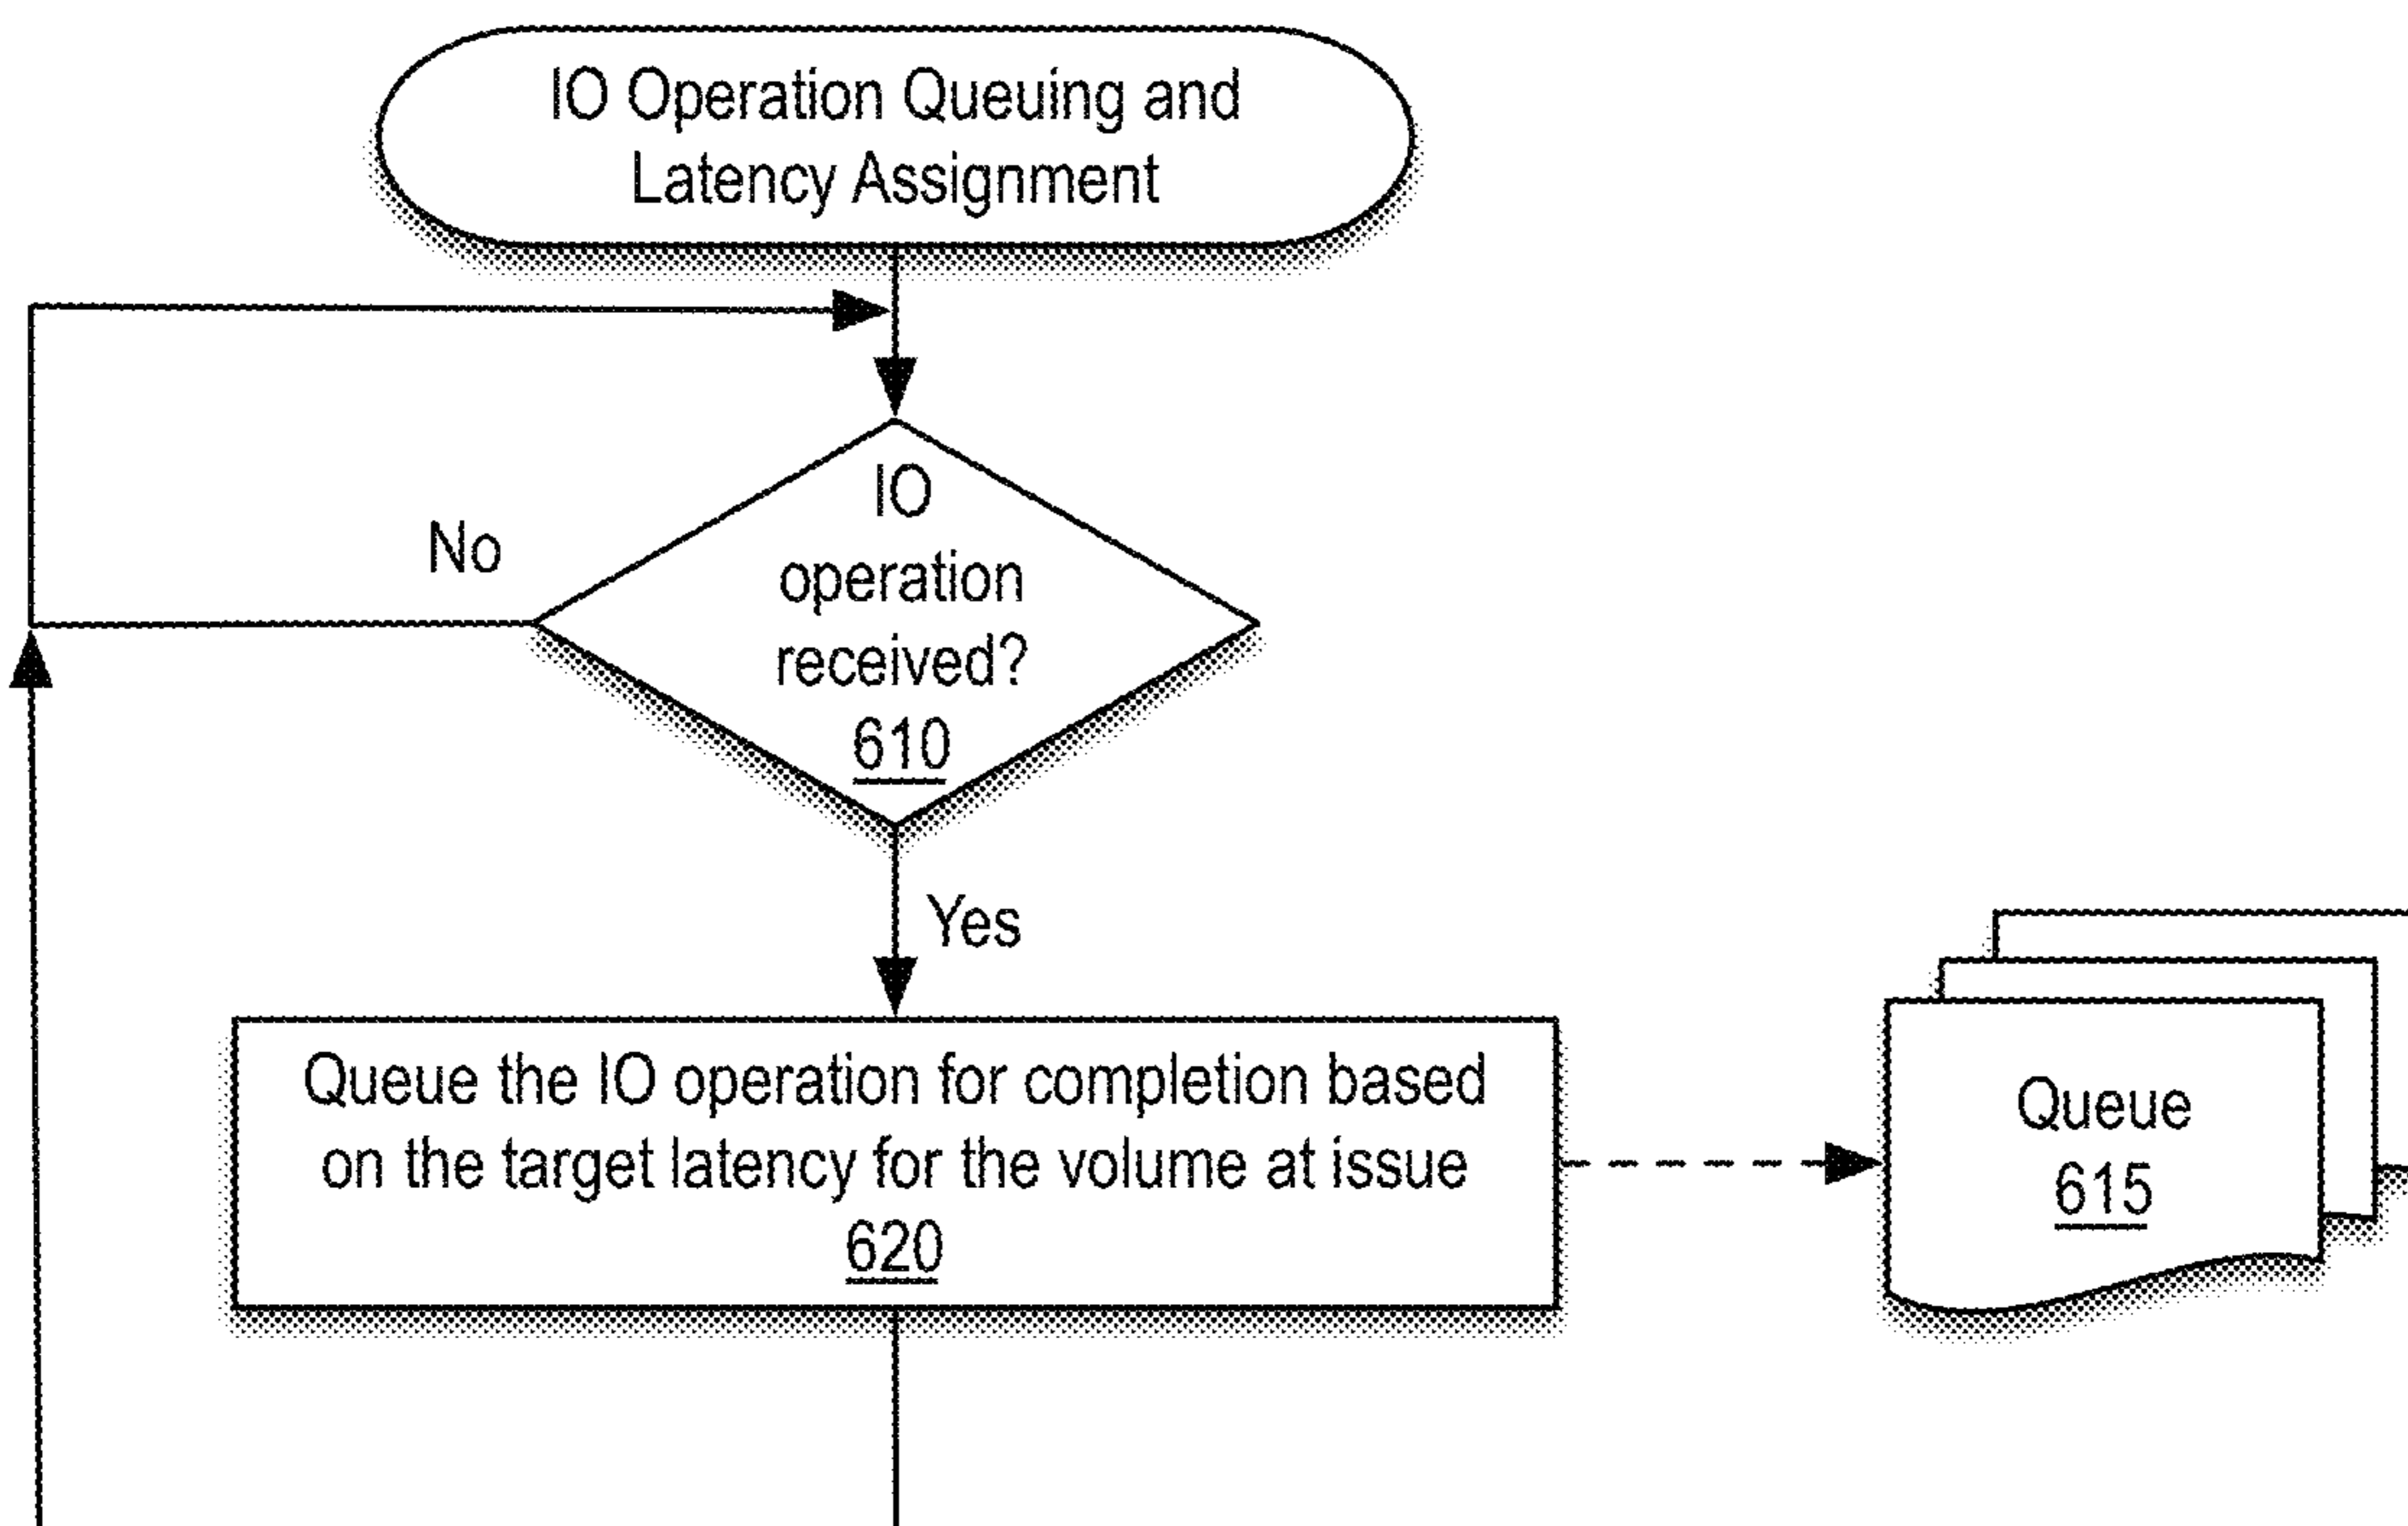 IO Operation Queuing and
Latency Assignment
IO
operation
received?
610
No
Yes
Queue the IO operation for completion based
on the target latency for the volume at issue
620
Queue
615